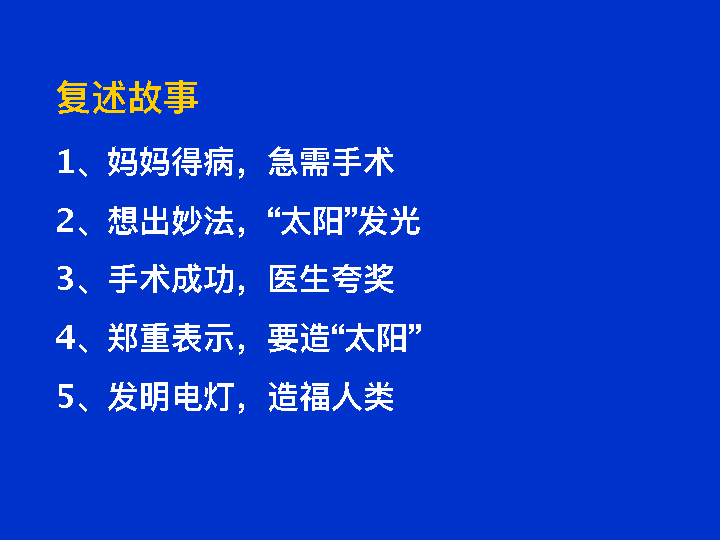 复述故事
1、妈妈得病，急需手术
2、想出妙法，“太阳”发光
3、手术成功，医生夸奖
4、郑重表示，要造“太阳”
5、发明电灯，造福人类